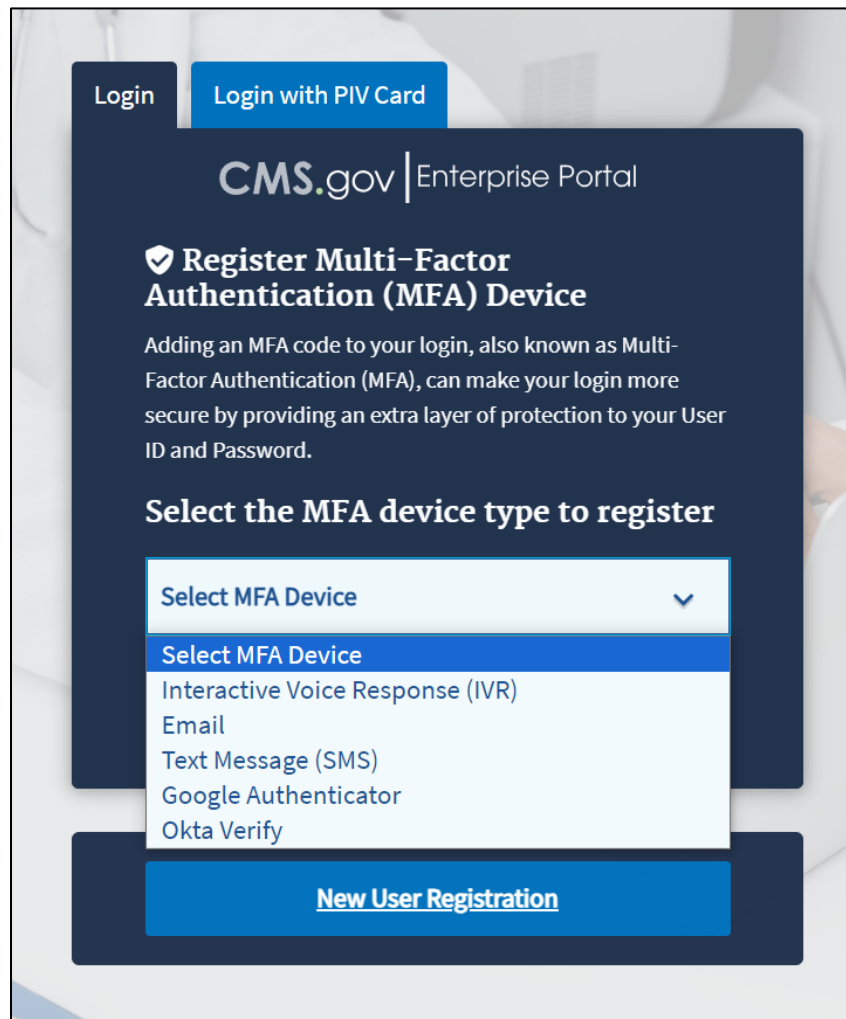 Login
Login with PIV Card
CMS.gov Enterprise Portal
Register Multi-Factor
Authentication (MFA) Device
Adding an MFA code to your login, also known as Multi-
Factor Authentication (MFA), can make your login more
secure by providing an extra layer of protection to your User
ID and Password.
Select the MFA device type to register
Select MFA Device
Select MFA Device
Interactive Voice Response (IVR)
Email
Text Message (SMS)
Google Authenticator
Okta Verify
New User Registration